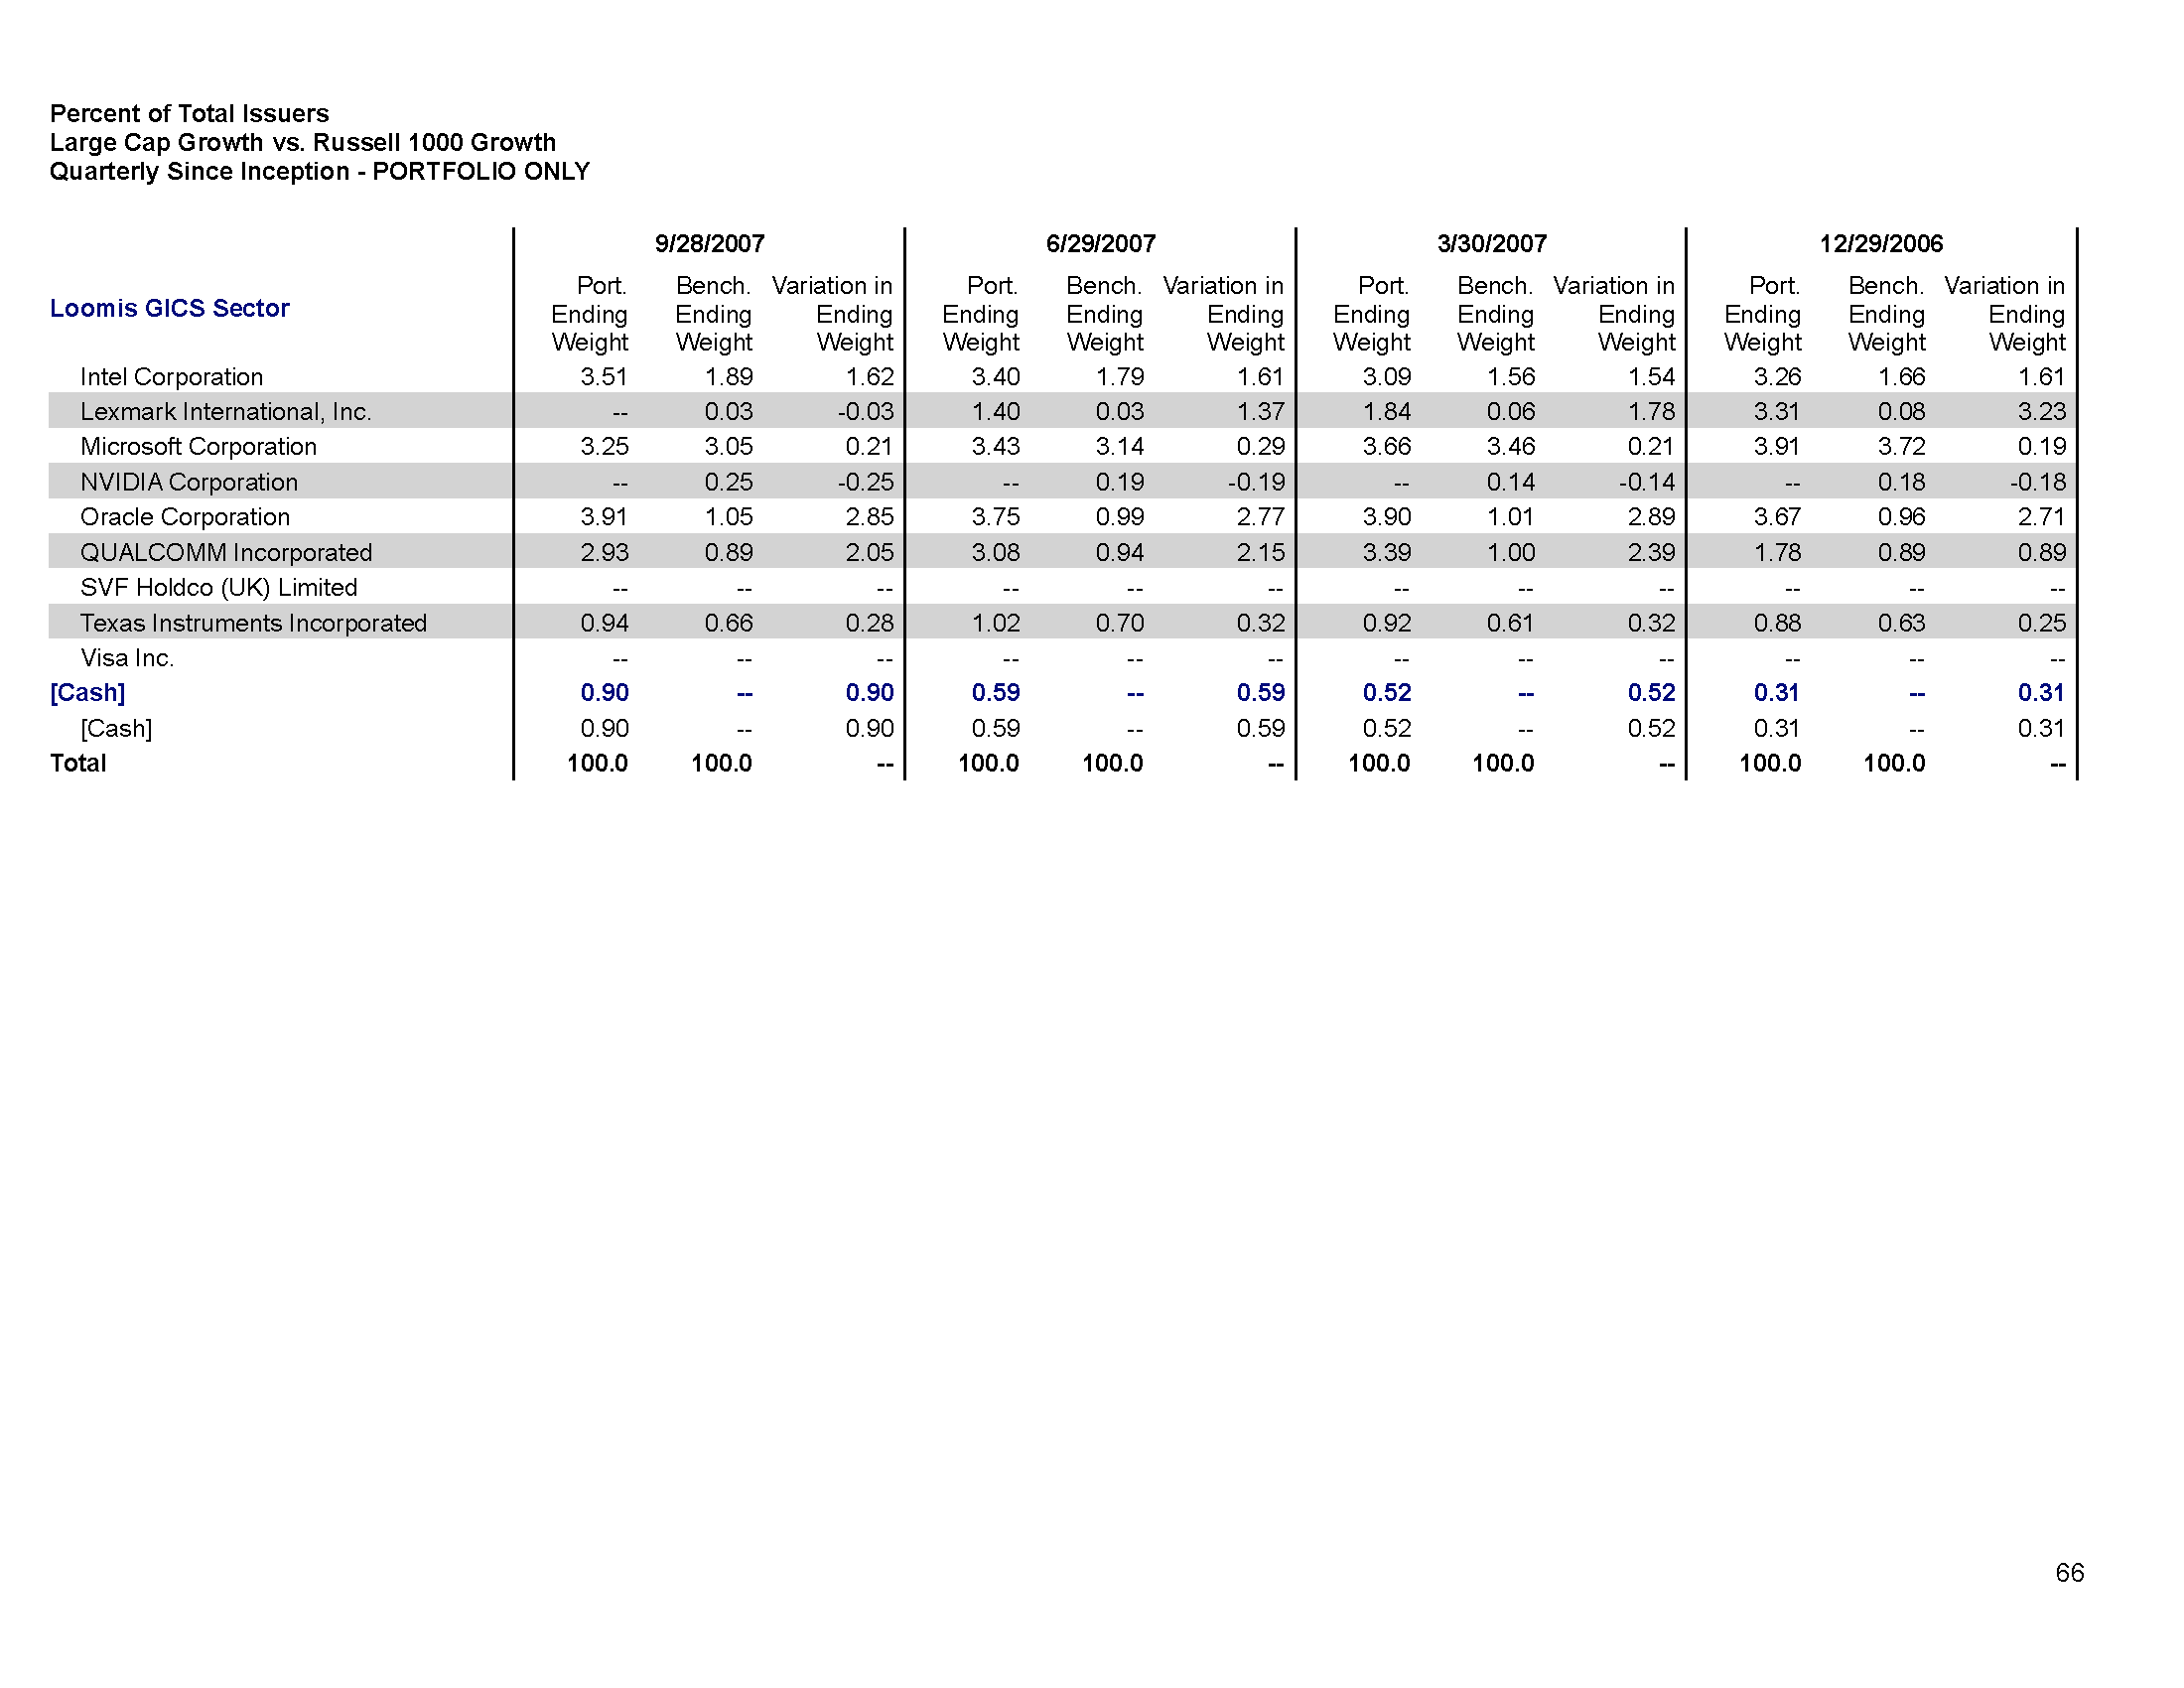 Percent of Total Issuers
Large Cap Growth vs. Russell 1000 Growth
Quarterly Since Inception - PORTFOLIO ONLY
9/28/2007 6/29/2007 3/30/2007 12/29/2006
Loomis GICS Sector
Port. Bench. Variation in Port. Bench. Variation in Port. Bench. Variation in Port. Bench. Variation in
Ending Ending Ending Ending Ending Ending Ending Ending Ending Ending Ending Ending
Weight Weight Weight Weight Weight Weight Weight Weight Weight Weight Weight Weight
Intel Corporation 3.51 1.89 1.62 3.40 1.79 1.61 3.09 1.56 1.54 3.26 1.66 1.61
Lexmark International, Inc. -- 0.03 -0.03 1.40 0.03 1.37 1.84 0.06 1.78 3.31 0.08 3.23
Microsoft Corporation 3.25 3.05 0.21 3.43 3.14 0.29 3.66 3.46 0.21 3.91 3.72 0.19
NVIDIA Corporation -- 0.25 -0.25 -- 0.19 -0.19 -- 0.14 -0.14 -- 0.18 -0.18
Oracle Corporation 3.91 1.05 2.85 3.75 0.99 2.77 3.90 1.01 2.89 3.67 0.96 2.71
QUALCOMM Incorporated 2.93 0.89 2.05 3.08 0.94 2.15 3.39 1.00 2.39 1.78 0.89 0.89
SVF Holdco (UK) Limited -- -- -- -- -- -- -- -- -- -- -- --
Texas Instruments Incorporated 0.94 0.66 0.28 1.02 0.70 0.32 0.92 0.61 0.32 0.88 0.63 0.25
Visa Inc. -- -- -- -- -- -- -- -- -- -- -- --
[Cash] 0.90 -- 0.90 0.59 -- 0.59 0.52 -- 0.52 0.31 -- 0.31
[Cash] 0.90 -- 0.90 0.59 -- 0.59 0.52 -- 0.52 0.31 -- 0.31
Total 100.0 100.0 -- 100.0 100.0 -- 100.0 100.0 -- 100.0 100.0 --
66